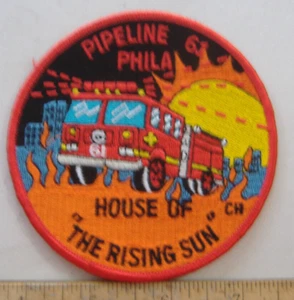 PIPELINE 61
PHILA
61
HOUSE OF CH
"THE RISING SUN"